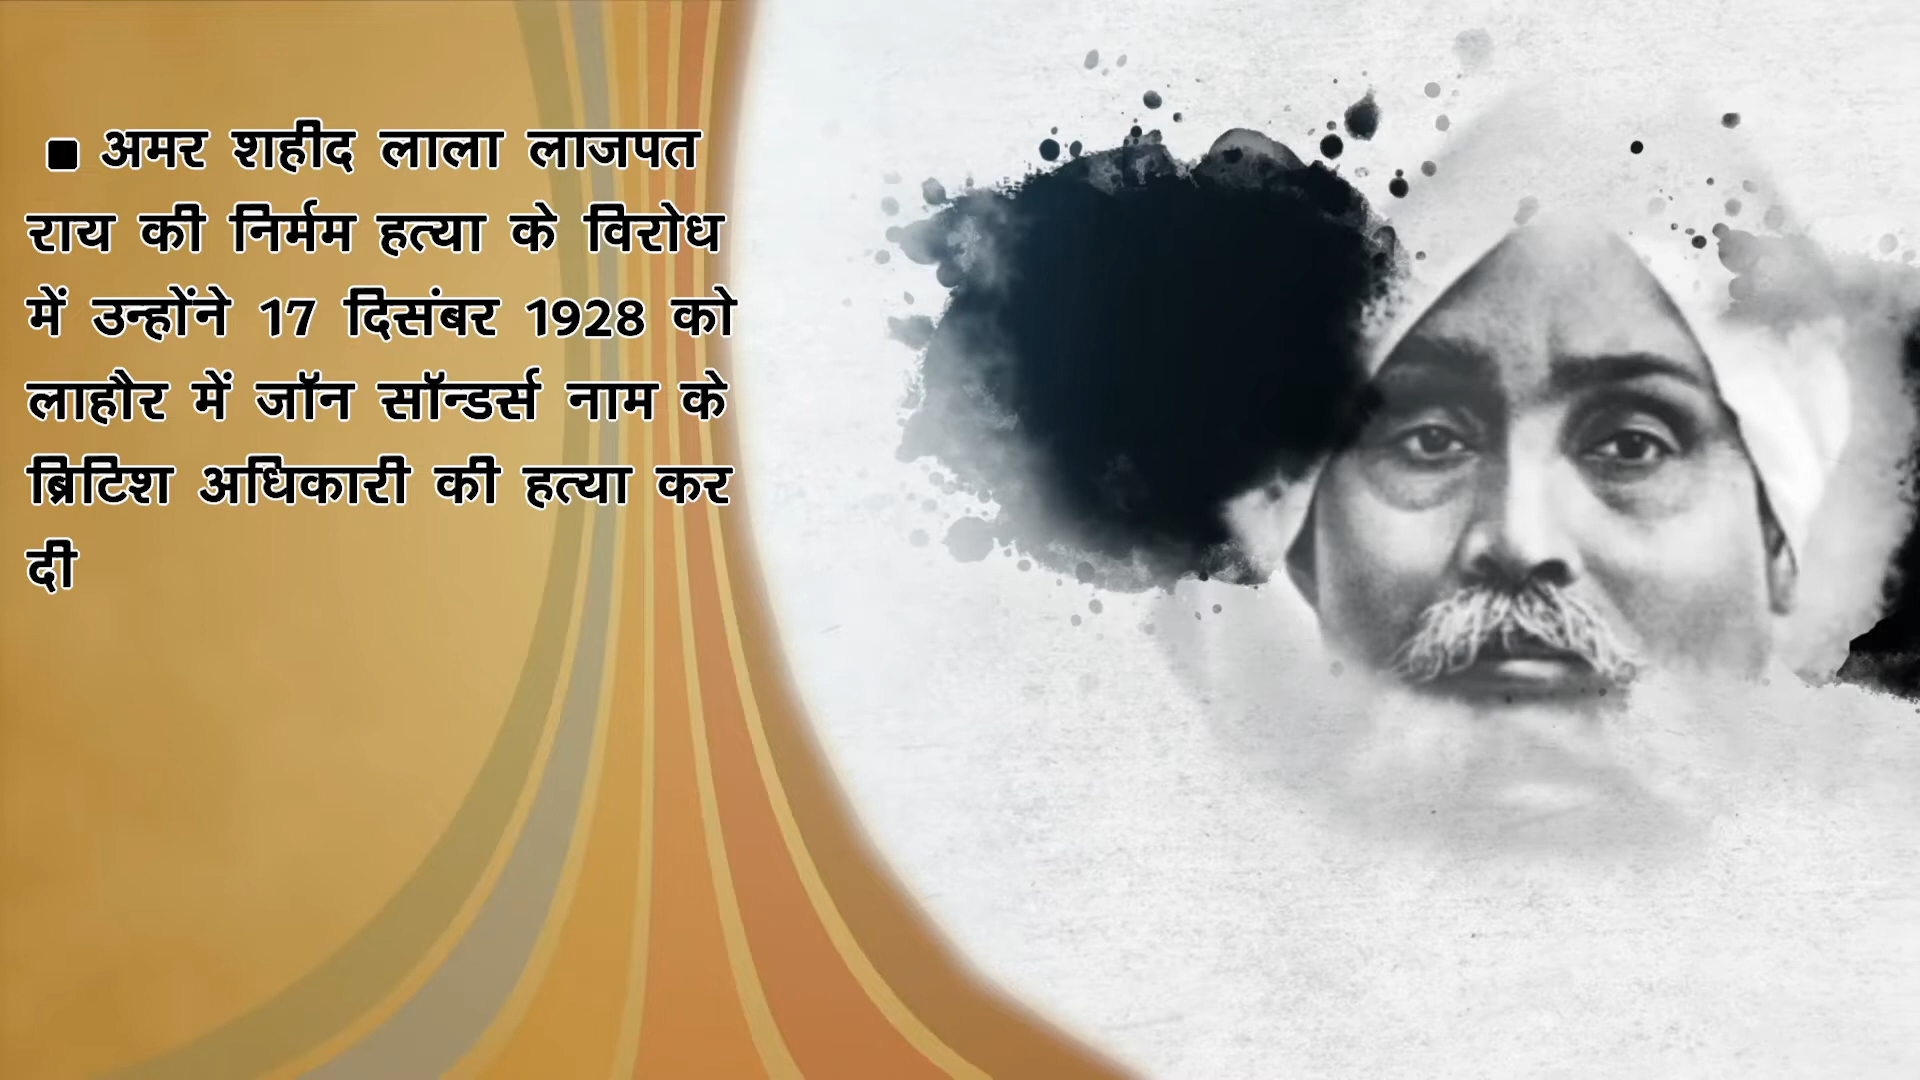 ▪ अमर शहीद लाला लाजपत
राय की निर्मम हत्या के विरोध
में उन्होंने 17 दिसंबर 1928 को
लाहौर में जॉन सॉन्डर्स नाम के
ब्रिटिश अधिकारी की हत्या कर
दी